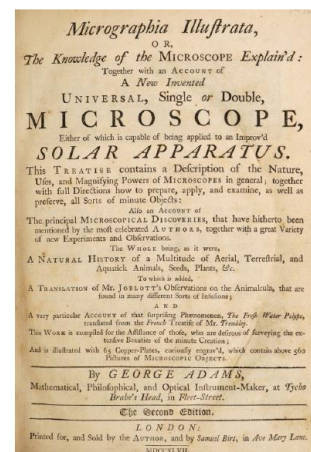 Micrographia Illustrata,
OR,
The Knowledge of the MICROSCOPE Explain'd:
Together with an ACCOUNT of
A New Invented
UNIVERSAL, Single or Double,
MICROSCOPE,
Either of which is capable of being applied to an Improv'd
SOLAR APPARATUS.
This TREATISE contains a Description of the Nature,
Uses, and Magnifying Powers of MICROSCOPES in general; together
with full Directions how to prepare, apply, and examine, as well as
preserve, all Sorts of minute Objects:
Also an ACCOUNT of
The principal MICROSCOPICAL DISCOVERIES, that have hitherto been
mentioned by the most celebrated AUTHORS, together with a great Variety
of new Experiments and Observations.
The WHOLE being, as it were,
A NATURAL HISTORY of a Multitude of Aerial, Terrestrial, and
Aquatick Animals, Seeds, Plants, &c.
To which is added,
A TRANSLATION of Mr. JOBLOTT's Observations on the Animalcula, that are
found in many different Sorts of Infusions;
AND
A very particular ACCOUNT of that surprising Phænomenon, The Fresh Water Polype,
translated from the French Treatise of Mr. Trembley.
This WORK is compiled for the Assistance of those, who are desirous of surveying the ex-
tensive Beauties of the minute Creation;
And is illustrated with 65 Copper-Plates, curiously engrav'd, which contain above 560
Pictures of MICROSCOPIC OBJECTS.
By GEORGE ADAMS,
Mathematical, Philosophical, and Optical Instrument-Maker, at Tycho
Brahe's Head, in Fleet-Street.
The Second Edition.
LONDON:
Printed for, and Sold by the AUTHOR, and by Samuel Birt, in Ave Mary Lane.
MDCCXLVII.